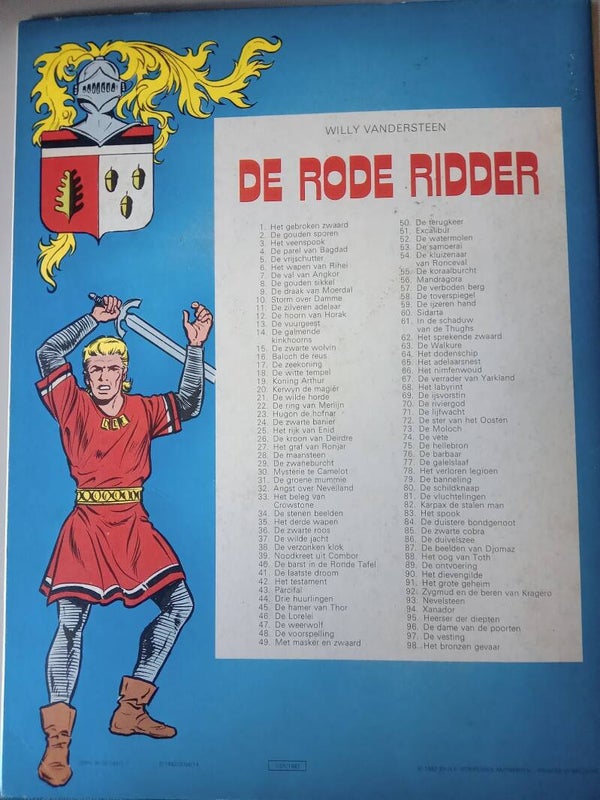 WILLY VANDERSTEEN
DE RODE RIDDER
1. Het gebroken zwaard
2. De gouden sporen
3. Het veenspook
4. De parel van Bagdad
5. De vrijschutter
6. Het wapen van Rihei
7. De val van Angkor
8. De gouden sikkel
9. De draak van Moerdal
10. Storm over Damme
11. De zilveren adelaar
12. De hoorn van Horak
13. De vuurgeest
14. De galmende
kinkhoorns
15. De zwarte wolvin
16. Baloch de reus
17. De zeekoning
18. De witte tempel
19. Koning Arthur
20. Kerwyn de magiër
21. De wilde horde
22. De ring van Merlijn
23. Hugon de hofnar
24. De zwarte banier
25. Het rijk van Enid
26. De kroon van Deirdre
27. Het graf van Ronjar
28. De maansteen
29. De zwaneburcht
30. Mysterie te Camelot
31. De groene mummie
32. Angst over Nevelland
33. Het beleg van
Crowstone
34. De stenen beelden
35. Het derde wapen
36. De zwarte roos
37. De wilde jacht
38. De verzonken klok
39. Noodkreet uit Combor
40. De barst in de Ronde Tafel
41. De laatste droom
42. Het testament
43. Parcifal
44. Drie huurlingen
45. De hamer van Thor
46. De Lorelei
47. De weerwolf
48. De voorspelling
49. Met masker en zwaard
50. De terugkeer
51. Excalibur
52. De watermolen
53. De samoerai
54. De kluizenaar
van Ronceval
55. De koraalburcht
56. Mandragora
57. De verboden berg
58. De toverspiegel
59. De ijzeren hand
60. Sidarta
61. In de schaduw
van de Thughs
62. Het sprekende zwaard
63. De Walkure
64. Het dodenschip
65. Het adelaarsnest
66. Het nimfenwoud
67. De verrader van Yarkland
68. Het labyrint
69. De ijsvorstin
70. De riviergod
71. De lijfwacht
72. De ster van het Oosten
73. De Moloch
74. De vete
75. De hellebron
76. De barbaar
77. De galeislaaf
78. Het verloren legioen
79. De banneling
80. De schildknaap
81. De vluchtelingen
82. Karpax de stalen man
83. Het spook
84. De duistere bondgenoot
85. De zwarte cobra
86. De duivelszee
87. De beelden van Djomaz
88. Het oog van Toth
89. De ontvoering
90. Het dievengilde
91. Het grote geheim
92. Zygmud en de beren van Kragero
93. Nevelsteen
94. Xanador
95. Heerser der diepten
96. De dame van de poorten
97. De vesting
98. Het bronzen gevaar